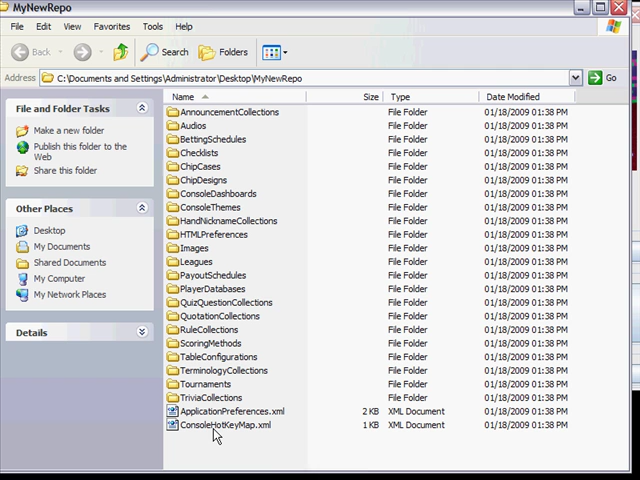 MyNewRepo
File Edit View Favorites Tools Help
Back Search Folders
Address C:\Documents and Settings\Administrator\Desktop\MyNewRepo Go
File and Folder Tasks
Make a new folder
Publish this folder to the
Web
Share this folder
Other Places
Desktop
My Documents
Shared Documents
My Computer
My Network Places
Details
Name Size Type Date Modified
AnnouncementCollections File Folder 01/18/2009 01:38 PM
Audios File Folder 01/18/2009 01:38 PM
BettingSchedules File Folder 01/18/2009 01:38 PM
Checklists File Folder 01/18/2009 01:38 PM
ChipCases File Folder 01/18/2009 01:38 PM
ChipDesigns File Folder 01/18/2009 01:38 PM
ConsoleDashboards File Folder 01/18/2009 01:38 PM
ConsoleThemes File Folder 01/18/2009 01:38 PM
HandNicknameCollections File Folder 01/18/2009 01:38 PM
HTMLPreferences File Folder 01/18/2009 01:38 PM
Images File Folder 01/18/2009 01:38 PM
Leagues File Folder 01/18/2009 01:38 PM
PayoutSchedules File Folder 01/18/2009 01:38 PM
PlayerDatabases File Folder 01/18/2009 01:38 PM
QuizQuestionCollections File Folder 01/18/2009 01:38 PM
QuotationCollections File Folder 01/18/2009 01:38 PM
RuleCollections File Folder 01/18/2009 01:38 PM
ScoringMethods File Folder 01/18/2009 01:38 PM
TableConfigurations File Folder 01/18/2009 01:38 PM
TerminologyCollections File Folder 01/18/2009 01:38 PM
Tournaments File Folder 01/18/2009 01:38 PM
TriviaCollections File Folder 01/18/2009 01:38 PM
ApplicationPreferences.xml 2 KB XML Document 01/18/2009 01:38 PM
ConsoleHotKeyMap.xml 1 KB XML Document 01/18/2009 01:38 PM